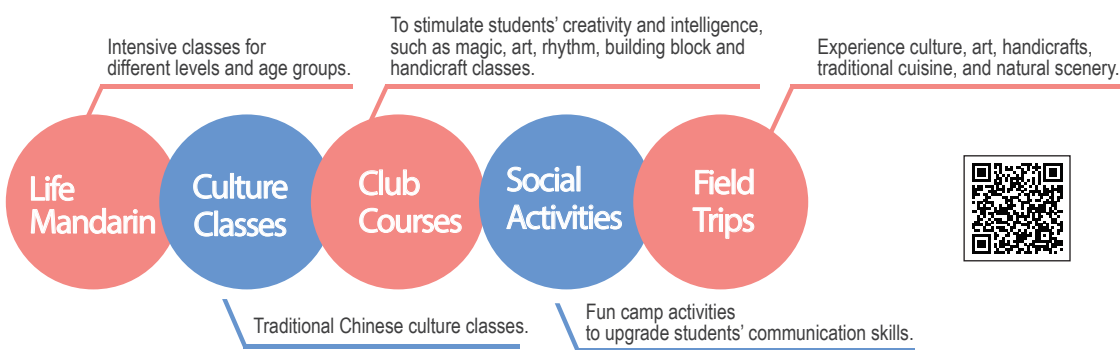 Intensive classes for
different levels and age groups.
To stimulate students’ creativity and intelligence,
such as magic, art, rhythm, building block and
handicraft classes.
Experience culture, art, handicrafts,
traditional cuisine, and natural scenery.
Life
Mandarin
Culture
Classes
Club
Courses
Social
Activities
Field
Trips
Traditional Chinese culture classes.
Fun camp activities
to upgrade students’ communication skills.